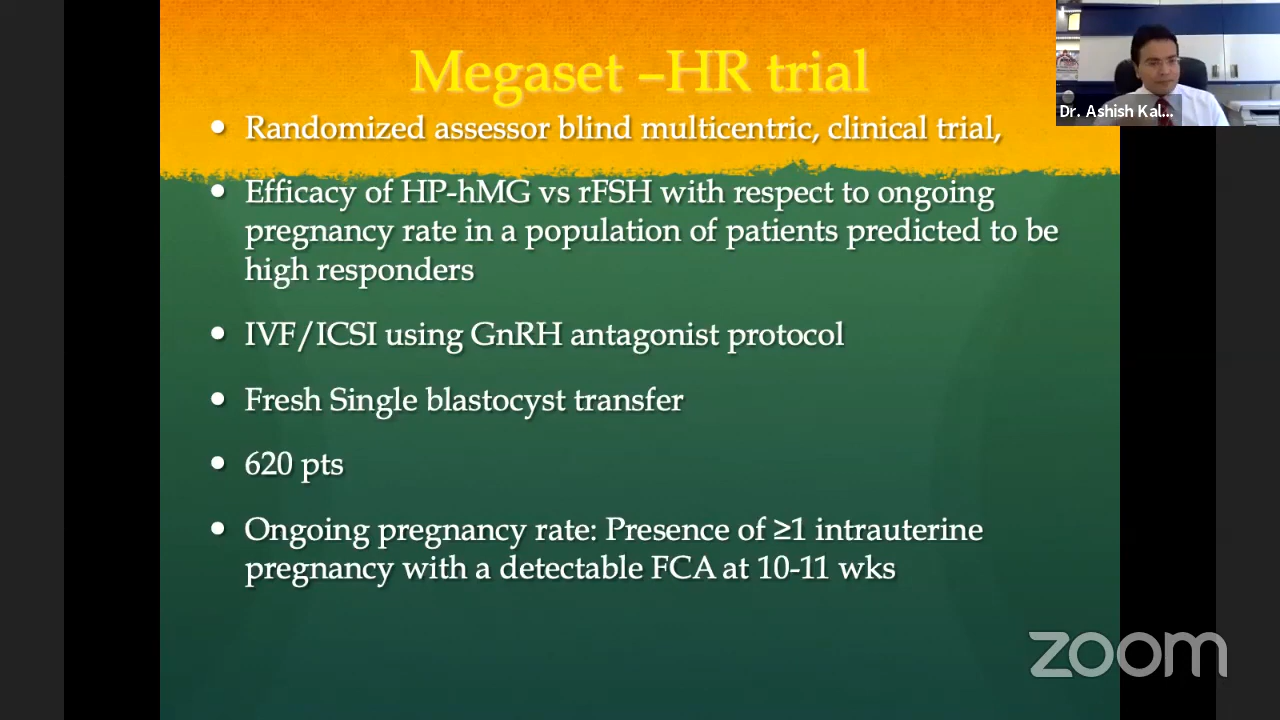 Megaset –HR trial
• Randomized assessor blind multicentric, clinical trial,
• Efficacy of HP-hMG vs rFSH with respect to ongoing
pregnancy rate in a population of patients predicted to be
high responders
• IVF/ICSI using GnRH antagonist protocol
• Fresh Single blastocyst transfer
• 620 pts
• Ongoing pregnancy rate: Presence of ≥1 intrauterine
pregnancy with a detectable FCA at 10-11 wks
Dr. Ashish Kal...
zoom